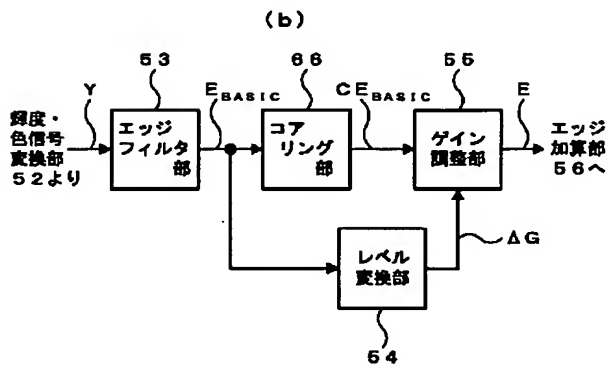 (b)
53
66
55
Y
E BASIC
CE BASIC
E
輝度・
色信号
変換部
52より
エッジ
フィルタ
部
コア
リング
部
ゲイン
調整部
エッジ
加算部
56へ
レベル
変換部
ΔG
54